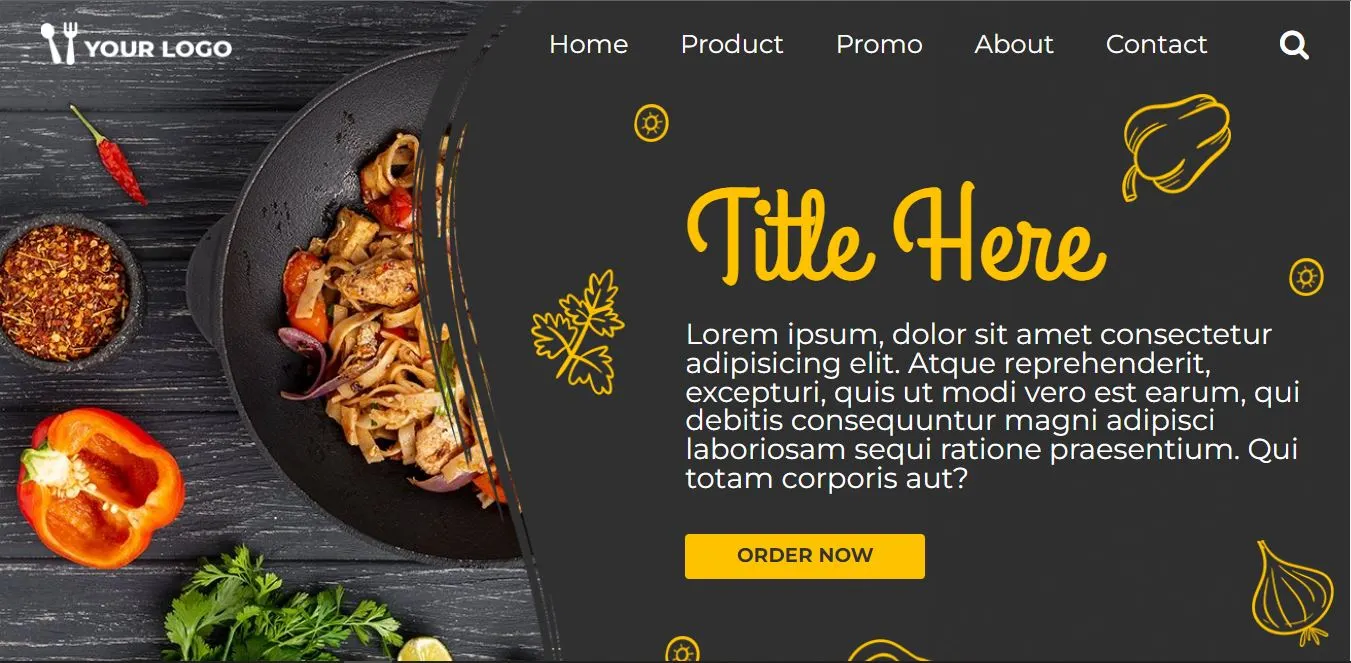 YOUR LOGO
Home Product Promo About Contact
Title Here
Lorem ipsum, dolor sit amet consectetur
adipisicing elit. Atque reprehenderit,
excepturi, quis ut modi vero est earum, qui
debitis consequuntur magni adipisci
laboriosam sequi ratione praesentium. Qui
totam corporis aut?
ORDER NOW